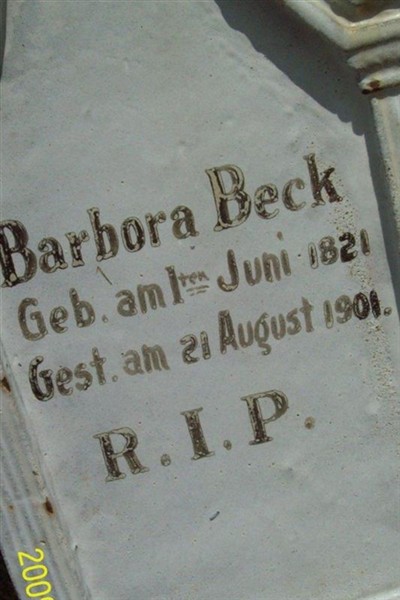 Barbora Beck
Geb. am 1ten Juni 1821
Gest. am 21 August 1901.
R.I.P.